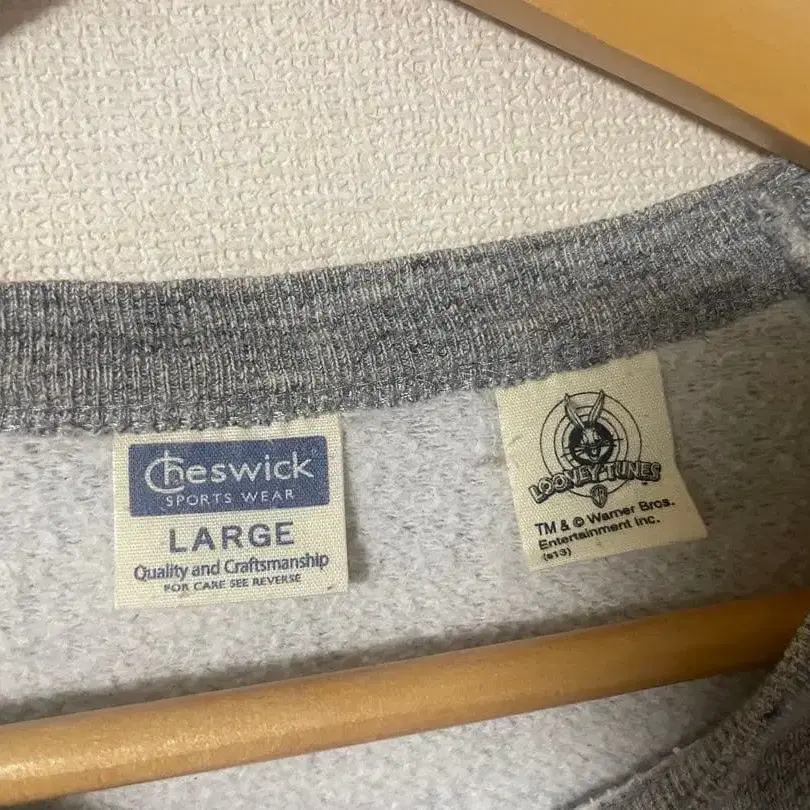 Cheswick®
SPORTS WEAR
LARGE
Quality and Craftsmanship
FOR CARE SEE REVERSE
LOONEY TUNES
WB
TM & © Warner Bros.
Entertainment Inc.
(s13)